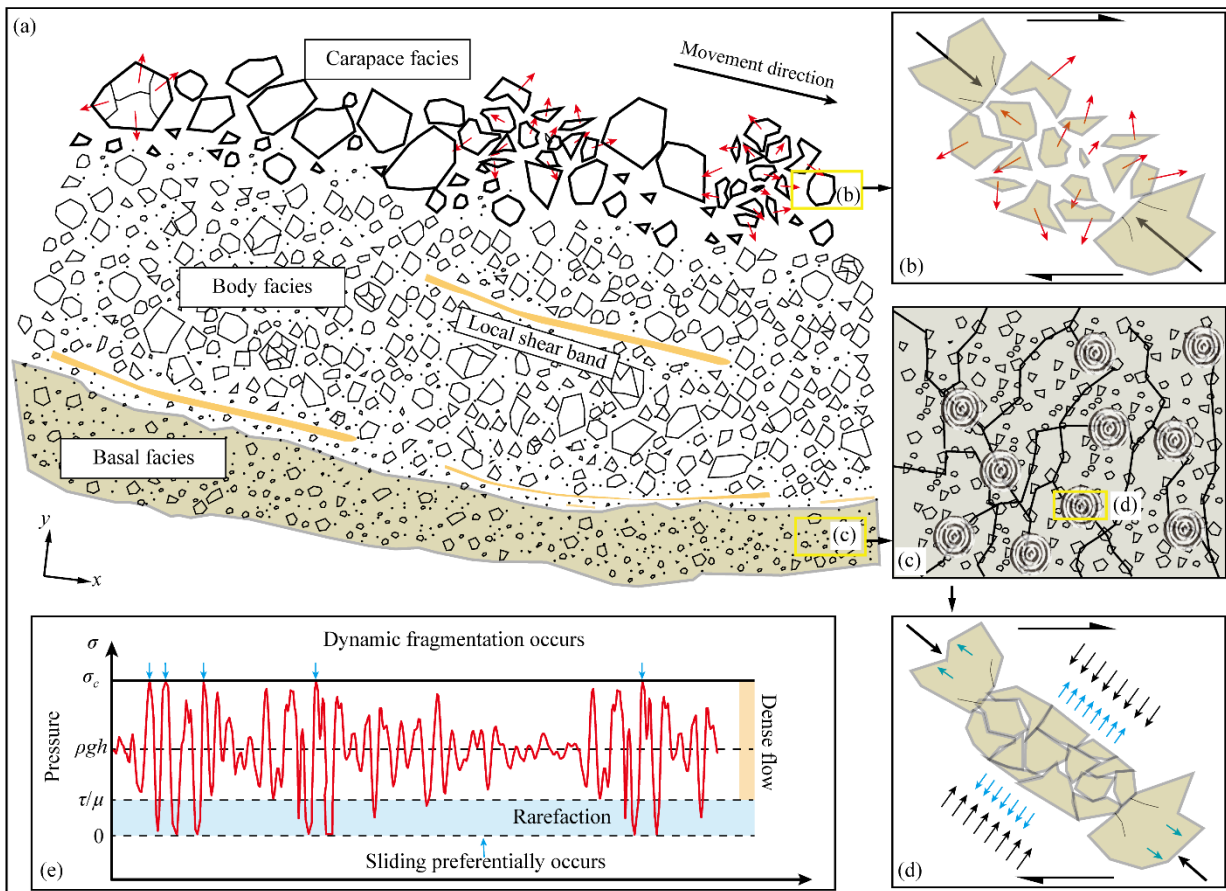 (a)
Carapace facies
Movement direction
(b)
Body facies
Local shear band
Basal facies
(c)
y
x
(b)
(d)
(c)
σ
Dynamic fragmentation occurs
σc
Pressure
ρgh
Dense flow
τ/μ
Rarefaction
0
Sliding preferentially occurs
(e)
(d)